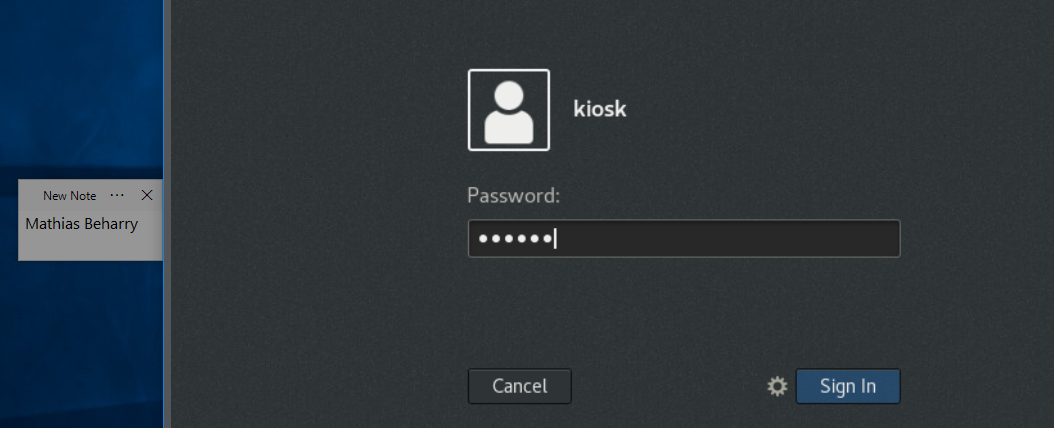 New Note
Mathias Beharry
kiosk
Password:
••••••
Cancel
Sign In